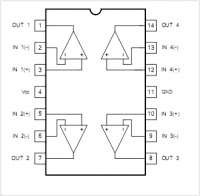 OUT 1 1 14 OUT 4
IN 1(-) 2 13 IN 4(-)
IN 1(+) 3 12 IN 4(+)
Vcc 4 11 GND
IN 2(+) 5 10 IN 3(+)
IN 2(-) 6 9 IN 3(-)
OUT 2 7 8 OUT 3